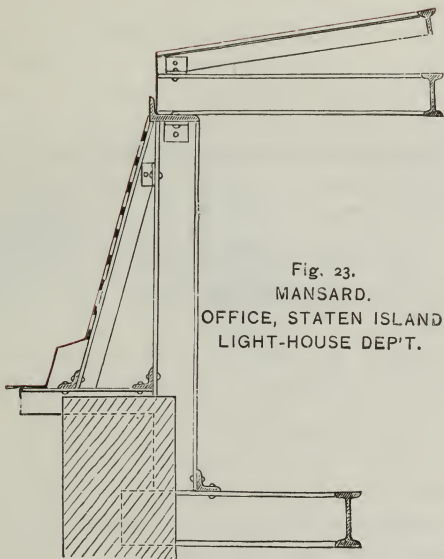 Fig. 23.
MANSARD.
OFFICE, STATEN ISLAND
LIGHT-HOUSE DEP'T.